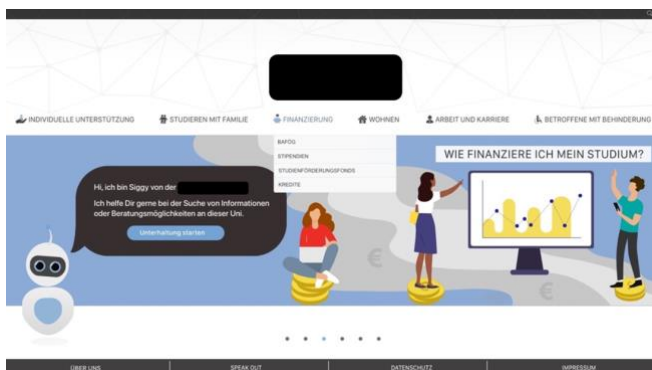 INDIVIDUELLE UNTERSTÜTZUNG
STUDIEREN MIT FAMILIE
FINANZIERUNG
WOHNEN
ARBEIT UND KARRIERE
BETROFFENE MIT BEHINDERUNG
BAFÖG
STIPENDIEN
STUDIENFÖRDERUNGSFONDS
KREDITE
WIE FINANZIERE ICH MEIN STUDIUM?
Hi, ich bin Siggy von der
Ich helfe Dir gerne bei der Suche von Informationen
oder Beratungsmöglichkeiten an dieser Uni.
Unterhaltung starten
ÜBER UNS
SPEAK OUT
DATENSCHUTZ
IMPRESSUM